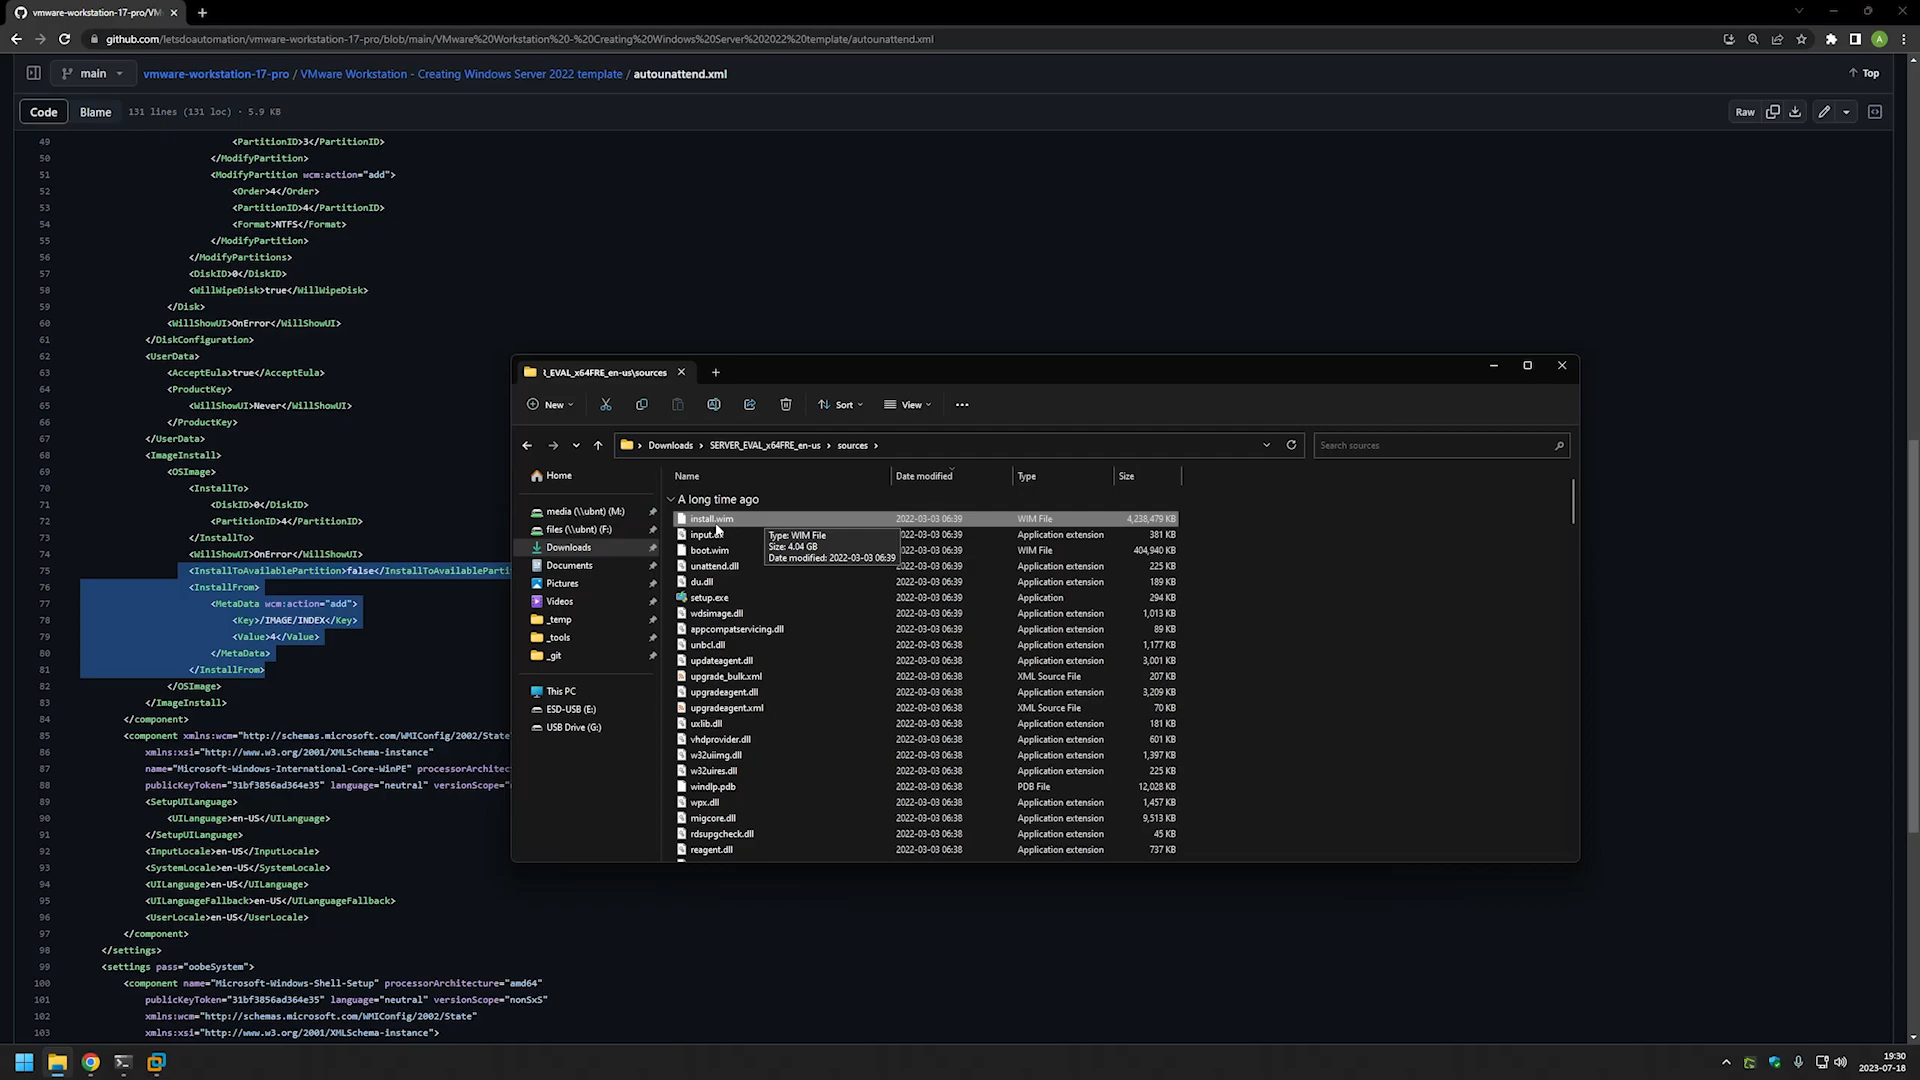 vmware-workstation-17-pro/VM
github.com/letsdoautomation/vmware-workstation-17-pro/blob/main/VMware%20Workstation%20-%20Creating%20Windows%20Server%202022%20template/autounattend.xml
A
main
vmware-workstation-17-pro / VMware Workstation - Creating Windows Server 2022 template / autounattend.xml
Top
Code
Blame
131 lines (131 loc) · 5.9 KB
Raw
49 <PartitionID>3</PartitionID>
50 </ModifyPartition>
51 <ModifyPartition wcm:action="add">
52 <Order>4</Order>
53 <PartitionID>4</PartitionID>
54 <Format>NTFS</Format>
55 </ModifyPartition>
56 </ModifyPartitions>
57 <DiskID>0</DiskID>
58 <WillWipeDisk>true</WillWipeDisk>
59 </Disk>
60 <WillShowUI>OnError</WillShowUI>
61 </DiskConfiguration>
62 <UserData>
63 <AcceptEula>true</AcceptEula>
64 <ProductKey>
65 <WillShowUI>Never</WillShowUI>
66 </ProductKey>
67 </UserData>
68 <ImageInstall>
69 <OSImage>
70 <InstallTo>
71 <DiskID>0</DiskID>
72 <PartitionID>4</PartitionID>
73 </InstallTo>
74 <WillShowUI>OnError</WillShowUI>
75 <InstallToAvailablePartition>false</InstallToAvailableParti
76 <InstallFrom>
77 <MetaData wcm:action="add">
78 <Key>/IMAGE/INDEX</Key>
79 <Value>4</Value>
80 </MetaData>
81 </InstallFrom>
82 </OSImage>
83 </ImageInstall>
84 </component>
85 <component xmlns:wcm="http://schemas.microsoft.com/WMIConfig/2002/State"
86 xmlns:xsi="http://www.w3.org/2001/XMLSchema-instance"
87 name="Microsoft-Windows-International-Core-WinPE" processorArchitec
88 publicKeyToken="31bf3856ad364e35" language="neutral" versionScope="
89 <SetupUILanguage>
90 <UILanguage>en-US</UILanguage>
91 </SetupUILanguage>
92 <InputLocale>en-US</InputLocale>
93 <SystemLocale>en-US</SystemLocale>
94 <UILanguage>en-US</UILanguage>
95 <UILanguageFallback>en-US</UILanguageFallback>
96 <UserLocale>en-US</UserLocale>
97 </component>
98 </settings>
99 <settings pass="oobeSystem">
100 <component name="Microsoft-Windows-Shell-Setup" processorArchitecture="amd64"
101 publicKeyToken="31bf3856ad364e35" language="neutral" versionScope="nonSxS"
102 xmlns:wcm="http://schemas.microsoft.com/WMIConfig/2002/State"
103 xmlns:xsi="http://www.w3.org/2001/XMLSchema-instance">
_EVAL_x64FRE_en-us\sources
New
Sort
View
Downloads > SERVER_EVAL_x64FRE_en-us > sources >
Search sources
Home
media (\\ubnt) (M:)
files (\\ubnt) (F:)
Downloads
Documents
Pictures
Videos
_temp
_tools
_git
This PC
ESD-USB (E:)
USB Drive (G:)
Name Date modified Type Size
A long time ago
install.wim 2022-03-03 06:39 WIM File 4,238,479 KB
input.d 2022-03-03 06:39 Application extension 381 KB
boot.wim 2022-03-03 06:39 WIM File 404,940 KB
unattend.dll 2022-03-03 06:39 Application extension 225 KB
du.dll 2022-03-03 06:39 Application extension 189 KB
setup.exe 2022-03-03 06:39 Application 294 KB
wdsimage.dll 2022-03-03 06:39 Application extension 1,013 KB
appcompatservicing.dll 2022-03-03 06:39 Application extension 89 KB
unbcl.dll 2022-03-03 06:39 Application extension 1,177 KB
updateagent.dll 2022-03-03 06:39 Application extension 3,001 KB
upgrade_bulk.xml 2022-03-03 06:39 XML Source File 207 KB
upgradeagent.dll 2022-03-03 06:39 Application extension 3,209 KB
upgradeagent.xml 2022-03-03 06:39 XML Source File 70 KB
uxlib.dll 2022-03-03 06:38 Application extension 181 KB
vhdprovider.dll 2022-03-03 06:38 Application extension 601 KB
w32uiimg.dll 2022-03-03 06:38 Application extension 1,397 KB
w32uires.dll 2022-03-03 06:38 Application extension 225 KB
windlp.pdb 2022-03-03 06:38 PDB File 12,028 KB
wpx.dll 2022-03-03 06:38 Application extension 1,457 KB
migcore.dll 2022-03-03 06:38 Application extension 9,513 KB
rdsupgcheck.dll 2022-03-03 06:38 Application extension 45 KB
reagent.dll 2022-03-03 06:38 Application extension 737 KB
Type: WIM File
Size: 4.04 GB
Date modified: 2022-03-03 06:39
19:30
2023-07-18